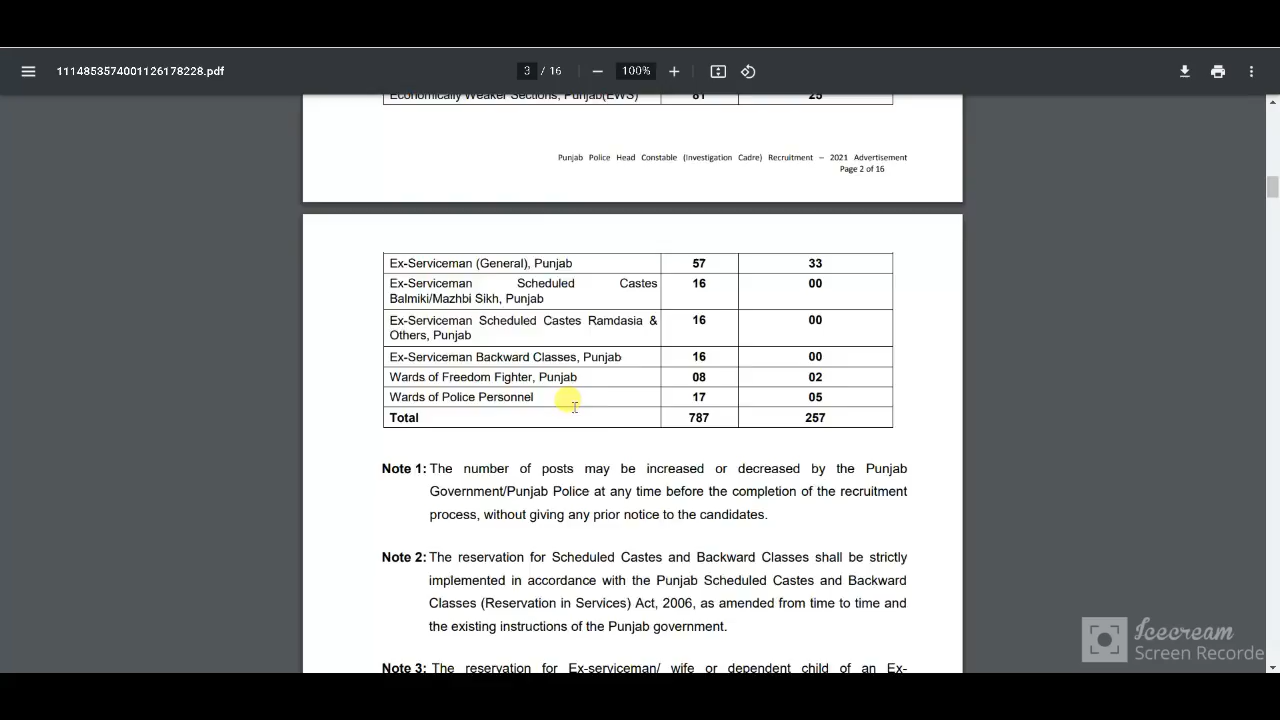 1114853574001126178228.pdf
3 / 16
100%
Economically Weaker Sections, Punjab(EWS) 81 25
Punjab Police Head Constable (Investigation Cadre) Recruitment – 2021 Advertisement
Page 2 of 16
Ex-Serviceman (General), Punjab 57 33
Ex-Serviceman Scheduled Castes 16 00
Balmiki/Mazhbi Sikh, Punjab
Ex-Serviceman Scheduled Castes Ramdasia & 16 00
Others, Punjab
Ex-Serviceman Backward Classes, Punjab 16 00
Wards of Freedom Fighter, Punjab 08 02
Wards of Police Personnel 17 05
Total 787 257
Note 1: The number of posts may be increased or decreased by the Punjab
Government/Punjab Police at any time before the completion of the recruitment
process, without giving any prior notice to the candidates.
Note 2: The reservation for Scheduled Castes and Backward Classes shall be strictly
implemented in accordance with the Punjab Scheduled Castes and Backward
Classes (Reservation in Services) Act, 2006, as amended from time to time and
the existing instructions of the Punjab government.
Note 3: The reservation for Ex-serviceman/ wife or dependent child of an Ex-
Icecream
Screen Recorde